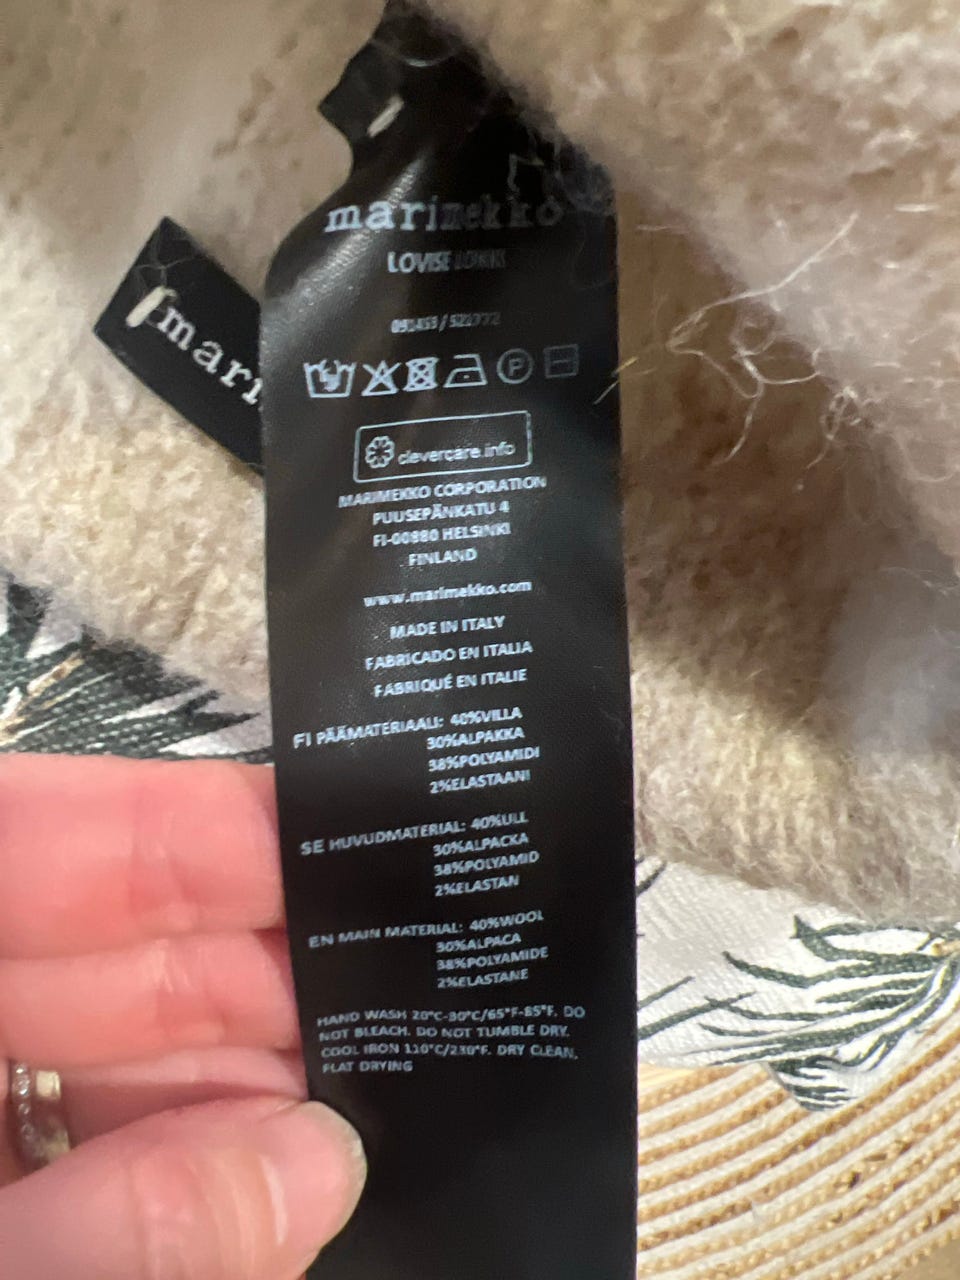 marimekko
LOVISE
mari
clevercare.info
MARIMEKKO CORPORATION
PUUSEPÄNKATU 4
FI-00880 HELSINKI
FINLAND
www.marimekko.com
MADE IN ITALY
FABRICADO EN ITALIA
FABRIQUÉ EN ITALIE
FI PÄÄMATERIAALI: 40%VILLA
30%ALPAKKA
38%POLYAMIDI
2%ELASTAANI
SE HUVUDMATERIAL: 40%ULL
30%ALPACKA
38%POLYAMID
2%ELASTAN
EN MAIN MATERIAL: 40%WOOL
30%ALPACA
38%POLYAMIDE
2%ELASTANE
HAND WASH 20°C-30°C/65°F-85°F. DO
NOT BLEACH. DO NOT TUMBLE DRY.
COOL IRON 110°C/230°F. DRY CLEAN,
FLAT DRYING